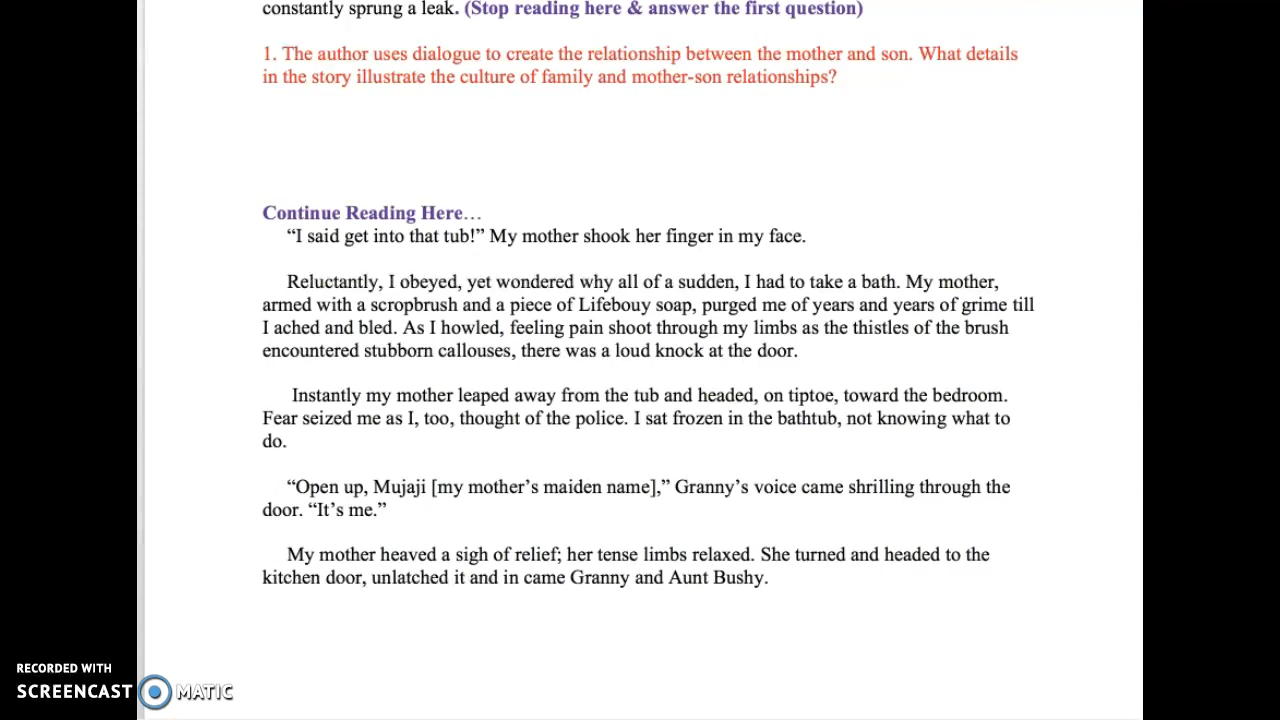 constantly sprung a leak. (Stop reading here & answer the first question)
1. The author uses dialogue to create the relationship between the mother and son. What details
in the story illustrate the culture of family and mother-son relationships?
Continue Reading Here…
“I said get into that tub!” My mother shook her finger in my face.
Reluctantly, I obeyed, yet wondered why all of a sudden, I had to take a bath. My mother,
armed with a scropbrush and a piece of Lifebouy soap, purged me of years and years of grime till
I ached and bled. As I howled, feeling pain shoot through my limbs as the thistles of the brush
encountered stubborn callouses, there was a loud knock at the door.
Instantly my mother leaped away from the tub and headed, on tiptoe, toward the bedroom.
Fear seized me as I, too, thought of the police. I sat frozen in the bathtub, not knowing what to
do.
“Open up, Mujaji [my mother’s maiden name],” Granny’s voice came shrilling through the
door. “It’s me.”
My mother heaved a sigh of relief; her tense limbs relaxed. She turned and headed to the
kitchen door, unlatched it and in came Granny and Aunt Bushy.
RECORDED WITH
SCREENCAST MATIC